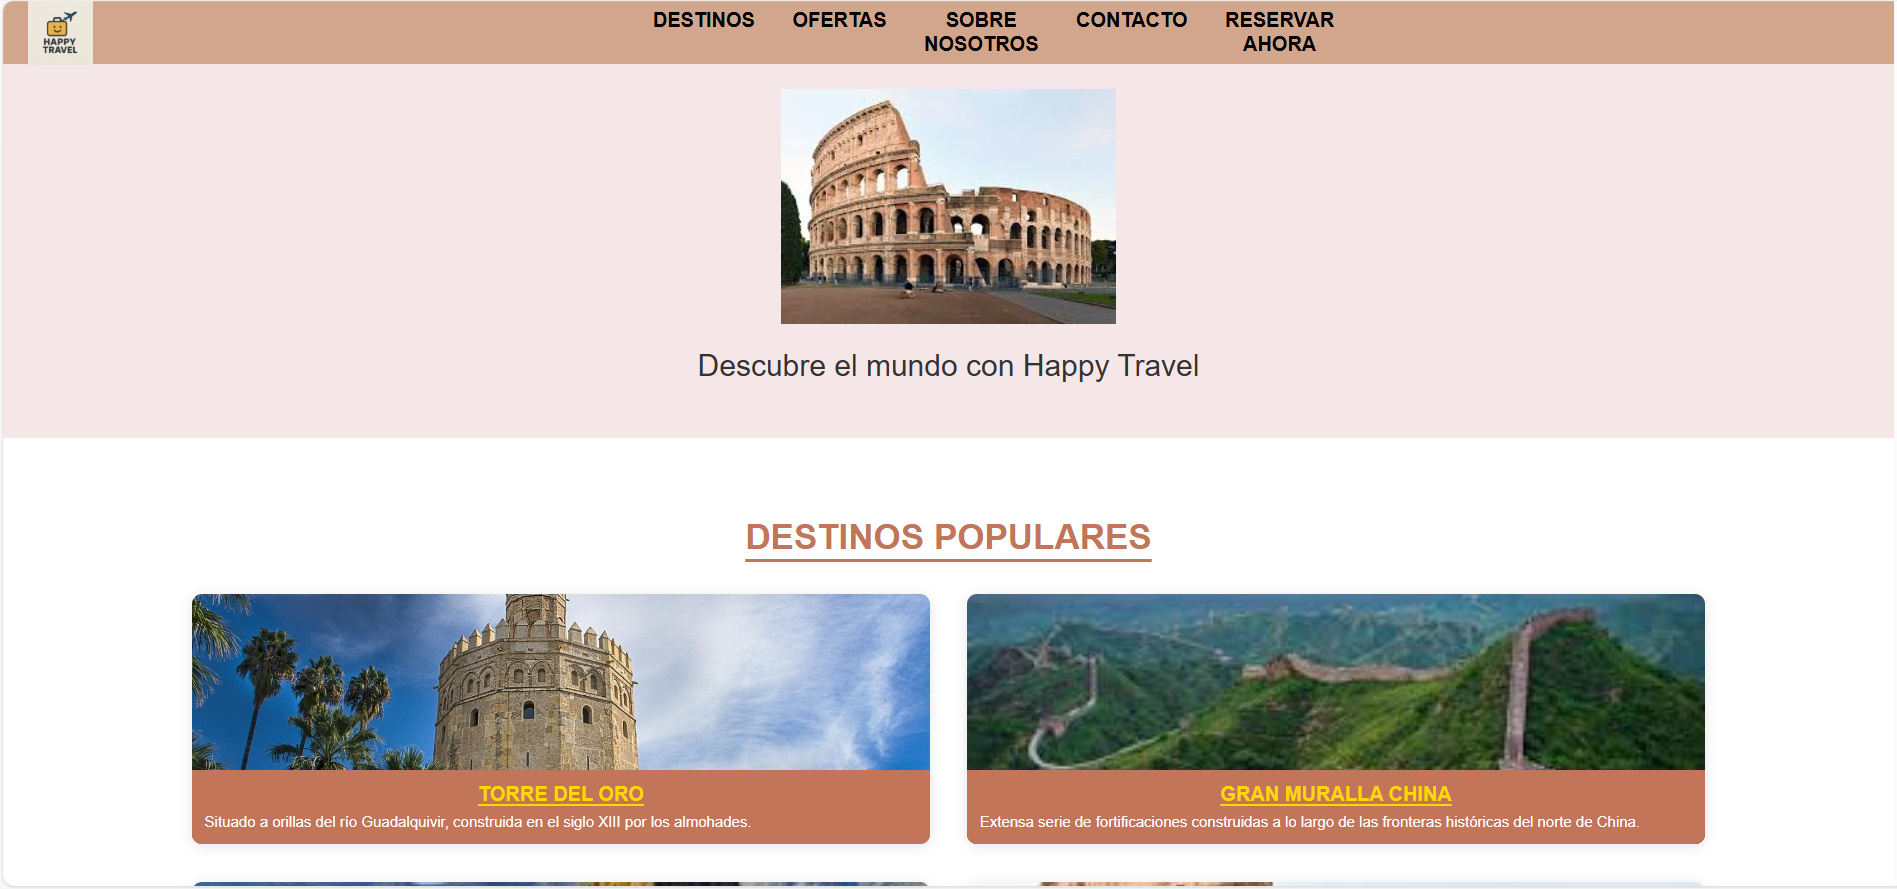 HAPPY
TRAVEL
DESTINOS
OFERTAS
SOBRE
NOSOTROS
CONTACTO
RESERVAR
AHORA
Descubre el mundo con Happy Travel
DESTINOS POPULARES
TORRE DEL ORO
Situado a orillas del río Guadalquivir, construida en el siglo XIII por los almohades.
GRAN MURALLA CHINA
Extensa serie de fortificaciones construidas a lo largo de las fronteras históricas del norte de China.